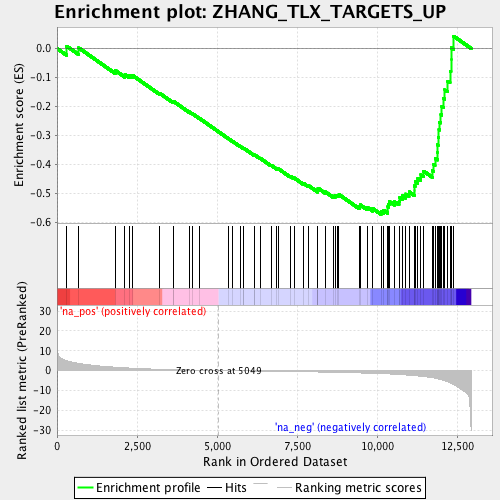 Enrichment plot: ZHANG_TLX_TARGETS_UP
Enrichment score (ES)
0.0
-0.1
-0.2
-0.3
-0.4
-0.5
-0.6
'na_pos' (positively correlated)
Ranked list metric (PreRanked)
30
20
10
0
-10
-20
-30
Zero cross at 5049
'na_neg' (negatively correlated)
0
2,500
5,000
7,500
10,000
12,500
Rank in Ordered Dataset
Enrichment profile
Hits
Ranking metric scores